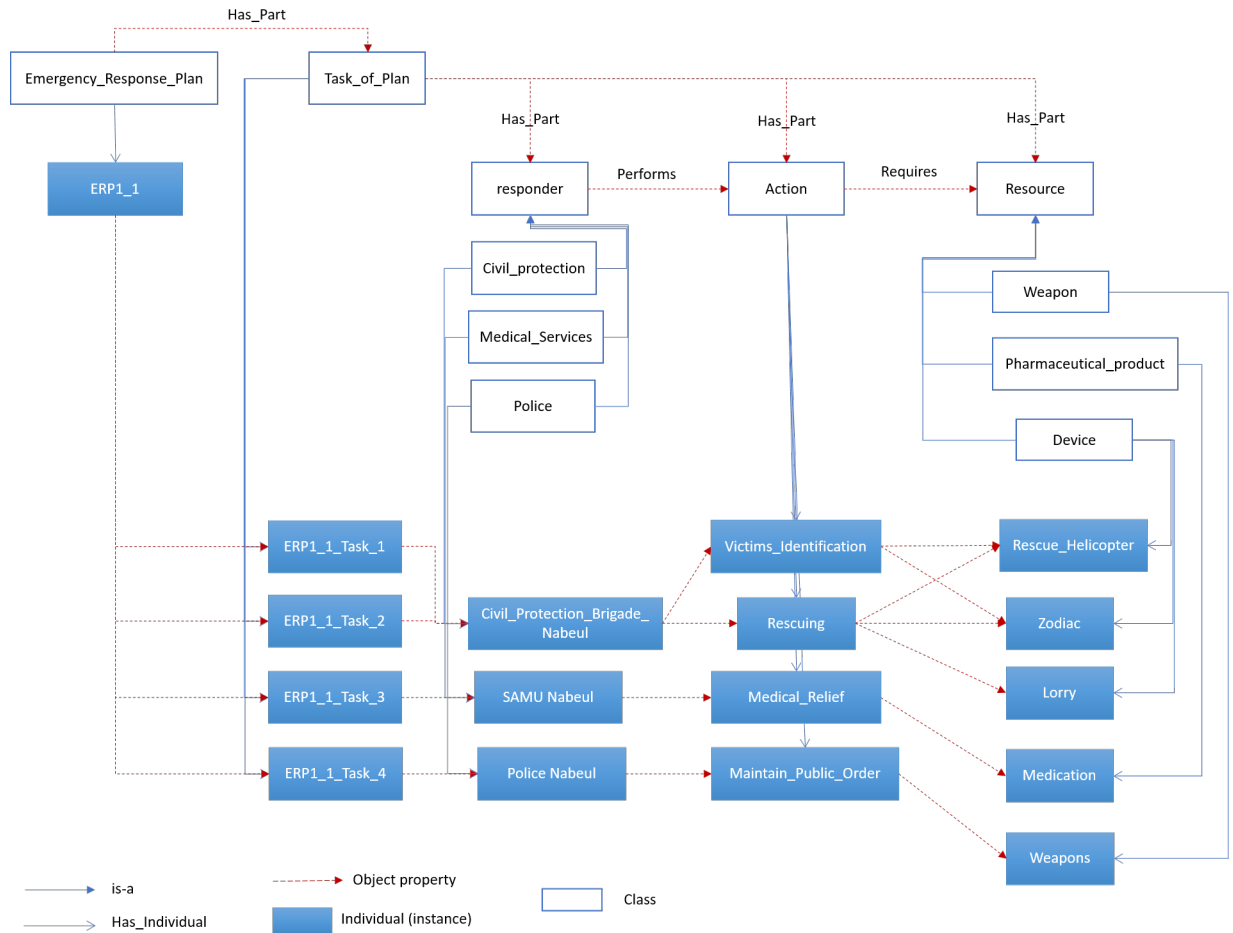 Has_Part
Emergency_Response_Plan
Task_of_Plan
Has_Part
Has_Part
Has_Part
ERP1_1
responder
Performs
Action
Requires
Resource
Civil_protection
Weapon
Medical_Services
Pharmaceutical_product
Police
Device
ERP1_1_Task_1
Victims_Identification
Rescue_Helicopter
ERP1_1_Task_2
Civil_Protection_Brigade_
Nabeul
Rescuing
Zodiac
ERP1_1_Task_3
SAMU Nabeul
Medical_Relief
Lorry
ERP1_1_Task_4
Police Nabeul
Maintain_Public_Order
Medication
Weapons
is-a
Object property
Class
Has_Individual
Individual (instance)